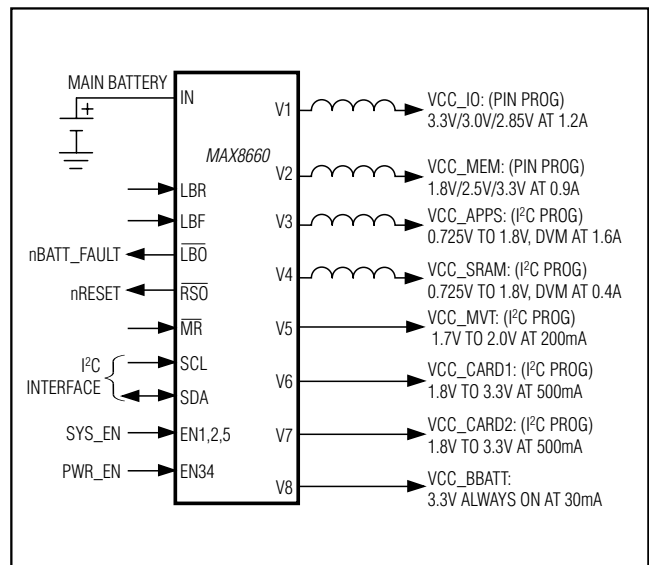 MAIN BATTERY
+
IN
MAX8660
LBR
LBF
nBATT_FAULT
L̅B̅O̅
nRESET
R̅S̅O̅
M̅R̅
I²C
INTERFACE
SCL
SDA
SYS_EN
EN1,2,5
PWR_EN
EN34
V1
VCC_IO: (PIN PROG)
3.3V/3.0V/2.85V AT 1.2A
V2
VCC_MEM: (PIN PROG)
1.8V/2.5V/3.3V AT 0.9A
V3
VCC_APPS: (I²C PROG)
0.725V TO 1.8V, DVM AT 1.6A
V4
VCC_SRAM: (I²C PROG)
0.725V TO 1.8V, DVM AT 0.4A
V5
VCC_MVT: (I²C PROG)
1.7V TO 2.0V AT 200mA
V6
VCC_CARD1: (I²C PROG)
1.8V TO 3.3V AT 500mA
V7
VCC_CARD2: (I²C PROG)
1.8V TO 3.3V AT 500mA
V8
VCC_BBATT:
3.3V ALWAYS ON AT 30mA